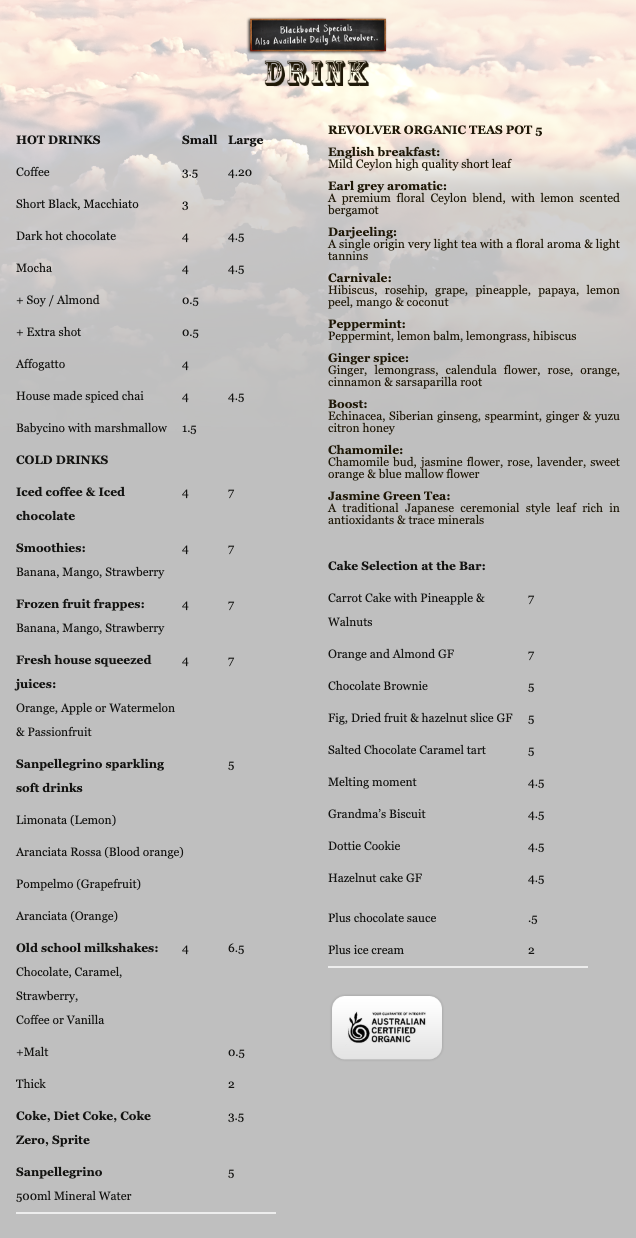 Blackboard Specials
Also Available Daily At Revolver..
DRINK
HOT DRINKS Small Large
Coffee 3.5 4.20
Short Black, Macchiato 3
Dark hot chocolate 4 4.5
Mocha 4 4.5
+ Soy / Almond 0.5
+ Extra shot 0.5
Affogatto 4
House made spiced chai 4 4.5
Babycino with marshmallow 1.5
COLD DRINKS
Iced coffee & Iced 4 7
chocolate
Smoothies: 4 7
Banana, Mango, Strawberry
Frozen fruit frappes: 4 7
Banana, Mango, Strawberry
Fresh house squeezed 4 7
juices:
Orange, Apple or Watermelon
& Passionfruit
Sanpellegrino sparkling 5
soft drinks
Limonata (Lemon)
Aranciata Rossa (Blood orange)
Pompelmo (Grapefruit)
Aranciata (Orange)
Old school milkshakes: 4 6.5
Chocolate, Caramel,
Strawberry,
Coffee or Vanilla
+Malt 0.5
Thick 2
Coke, Diet Coke, Coke 3.5
Zero, Sprite
Sanpellegrino 5
500ml Mineral Water
REVOLVER ORGANIC TEAS POT 5
English breakfast:
Mild Ceylon high quality short leaf
Earl grey aromatic:
A premium floral Ceylon blend, with lemon scented
bergamot
Darjeeling:
A single origin very light tea with a floral aroma & light
tannins
Carnivale:
Hibiscus, rosehip, grape, pineapple, papaya, lemon
peel, mango & coconut
Peppermint:
Peppermint, lemon balm, lemongrass, hibiscus
Ginger spice:
Ginger, lemongrass, calendula flower, rose, orange,
cinnamon & sarsaparilla root
Boost:
Echinacea, Siberian ginseng, spearmint, ginger & yuzu
citron honey
Chamomile:
Chamomile bud, jasmine flower, rose, lavender, sweet
orange & blue mallow flower
Jasmine Green Tea:
A traditional Japanese ceremonial style leaf rich in
antioxidants & trace minerals
Cake Selection at the Bar:
Carrot Cake with Pineapple & 7
Walnuts
Orange and Almond GF 7
Chocolate Brownie 5
Fig, Dried fruit & hazelnut slice GF 5
Salted Chocolate Caramel tart 5
Melting moment 4.5
Grandma's Biscuit 4.5
Dottie Cookie 4.5
Hazelnut cake GF 4.5
Plus chocolate sauce .5
Plus ice cream 2
YOUR GUARANTEE OF INTEGRITY
AUSTRALIAN
CERTIFIED
ORGANIC